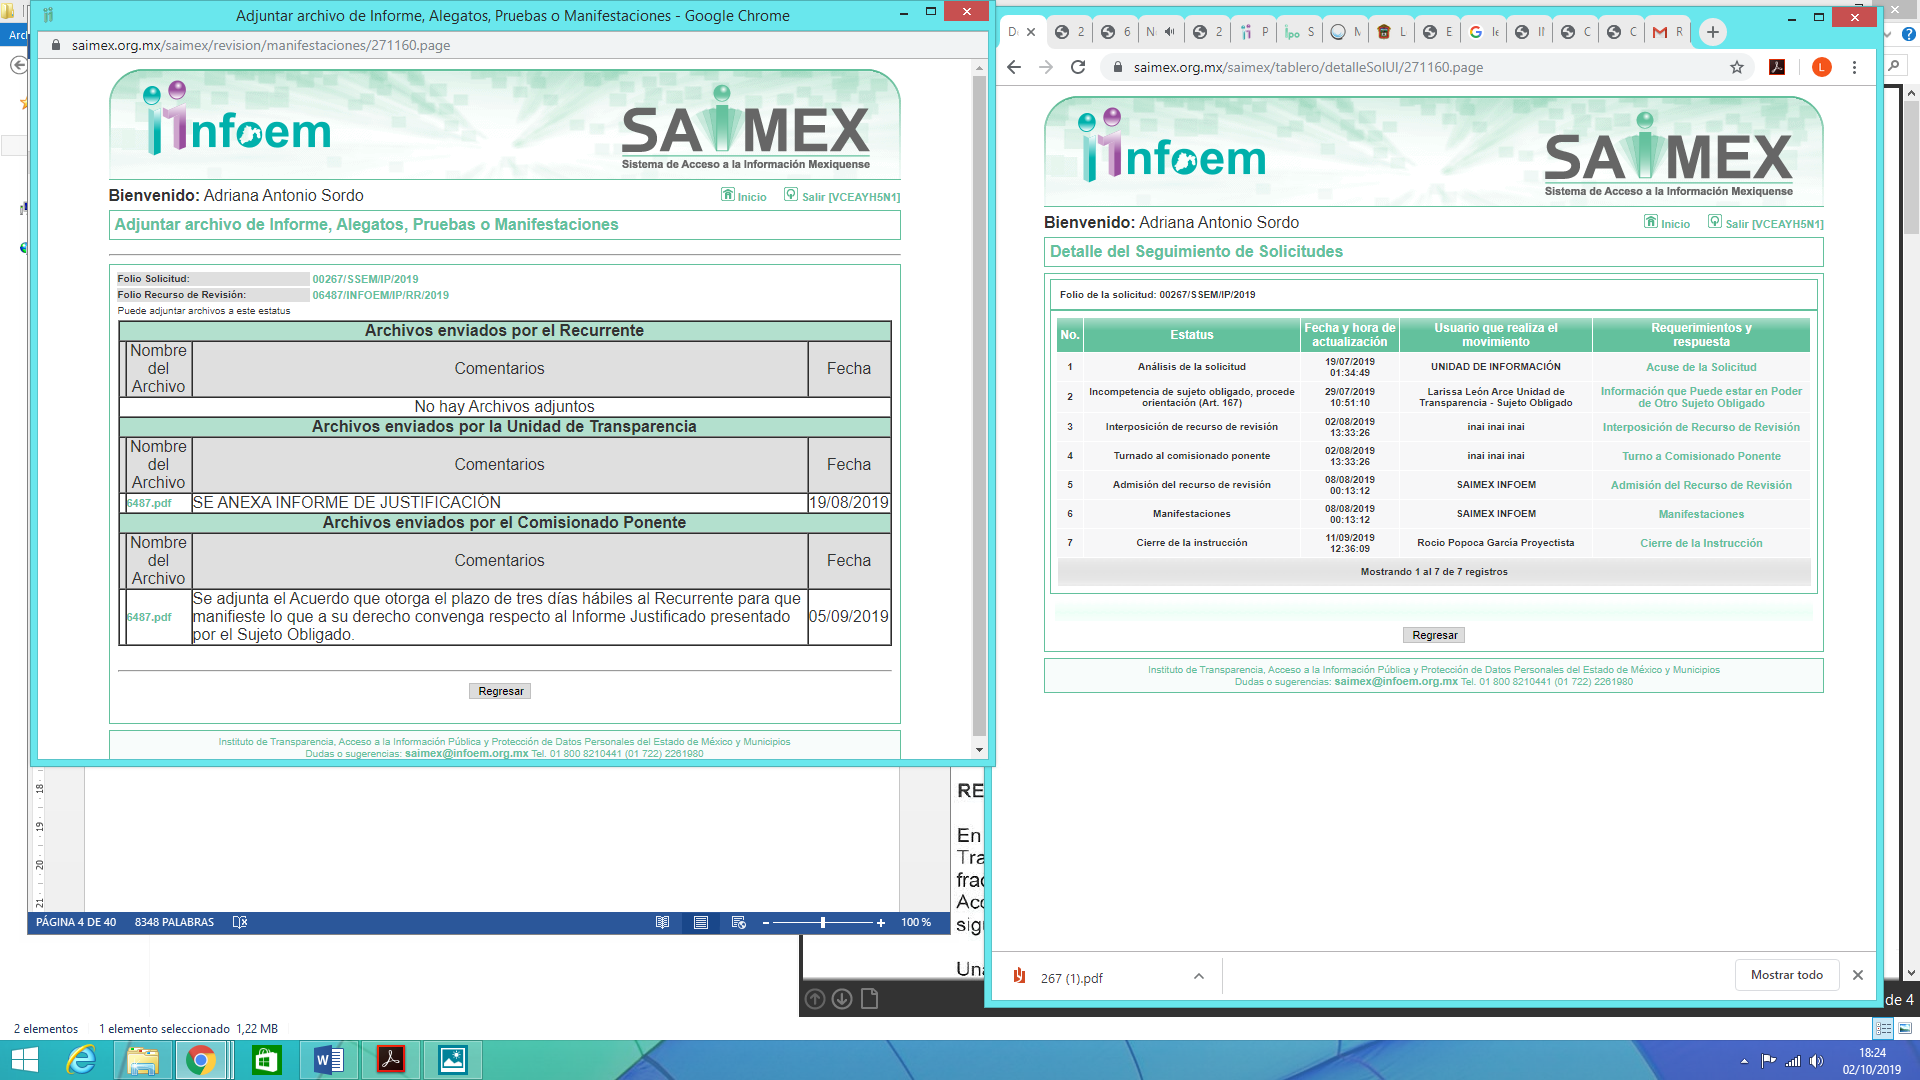 Adjuntar archivo de Informe, Alegatos, Pruebas o Manifestaciones - Google Chrome
saimex.org.mx/saimex/revision/manifestaciones/271160.page
infoem
SAIMEX
Sistema de Acceso a la Información Mexiquense
Bienvenido: Adriana Antonio Sordo
Inicio Salir [VCEAYH5N1]
Adjuntar archivo de Informe, Alegatos, Pruebas o Manifestaciones
Folio Solicitud: 00267/SSEM/IP/2019
Folio Recurso de Revisión: 06487/INFOEM/IP/RR/2019
Puede adjuntar archivos a este estatus
Archivos enviados por el Recurrente
Nombre del Archivo Comentarios Fecha
No hay Archivos adjuntos
Archivos enviados por la Unidad de Transparencia
Nombre del Archivo Comentarios Fecha
6487.pdf SE ANEXA INFORME DE JUSTIFICACIÓN 19/08/2019
Archivos enviados por el Comisionado Ponente
Nombre del Archivo Comentarios Fecha
Se adjunta el Acuerdo que otorga el plazo de tres días hábiles al Recurrente para que
6487.pdf manifieste lo que a su derecho convenga respecto al Informe Justificado presentado 05/09/2019
por el Sujeto Obligado.
Regresar
Instituto de Transparencia, Acceso a la Información Pública y Protección de Datos Personales del Estado de México y Municipios
Dudas o sugerencias: saimex@infoem.org.mx Tel. 01 800 8210441 (01 722) 2261980
PÁGINA 4 DE 40 8348 PALABRAS 100 %
2 elementos 1 elemento seleccionado 1,22 MB
saimex.org.mx/saimex/tablero/detalleSolUI/271160.page
L
infoem
SAIMEX
Sistema de Acceso a la Información Mexiquense
Bienvenido: Adriana Antonio Sordo
Inicio Salir [VCEAYH5N1]
Detalle del Seguimiento de Solicitudes
Folio de la solicitud: 00267/SSEM/IP/2019
No. Estatus Fecha y hora de actualización Usuario que realiza el movimiento Requerimientos y respuesta
1 Análisis de la solicitud 19/07/2019 01:34:49 UNIDAD DE INFORMACIÓN Acuse de la Solicitud
2 Incompetencia de sujeto obligado, procede orientación (Art. 167) 29/07/2019 10:51:10 Larissa León Arce Unidad de Transparencia - Sujeto Obligado Información que Puede estar en Poder de Otro Sujeto Obligado
3 Interposición de recurso de revisión 02/08/2019 13:33:26 inai inai inai Interposición de Recurso de Revisión
4 Turnado al comisionado ponente 02/08/2019 13:33:26 inai inai inai Turno a Comisionado Ponente
5 Admisión del recurso de revisión 08/08/2019 00:13:12 SAIMEX INFOEM Admisión del Recurso de Revisión
6 Manifestaciones 08/08/2019 00:13:12 SAIMEX INFOEM Manifestaciones
7 Cierre de la instrucción 11/09/2019 12:36:09 Rocio Popoca García Proyectista Cierre de la Instrucción
Mostrando 1 al 7 de 7 registros
Regresar
Instituto de Transparencia, Acceso a la Información Pública y Protección de Datos Personales del Estado de México y Municipios
Dudas o sugerencias: saimex@infoem.org.mx Tel. 01 800 8210441 (01 722) 2261980
267 (1).pdf
Mostrar todo
de 4
18:24
02/10/2019